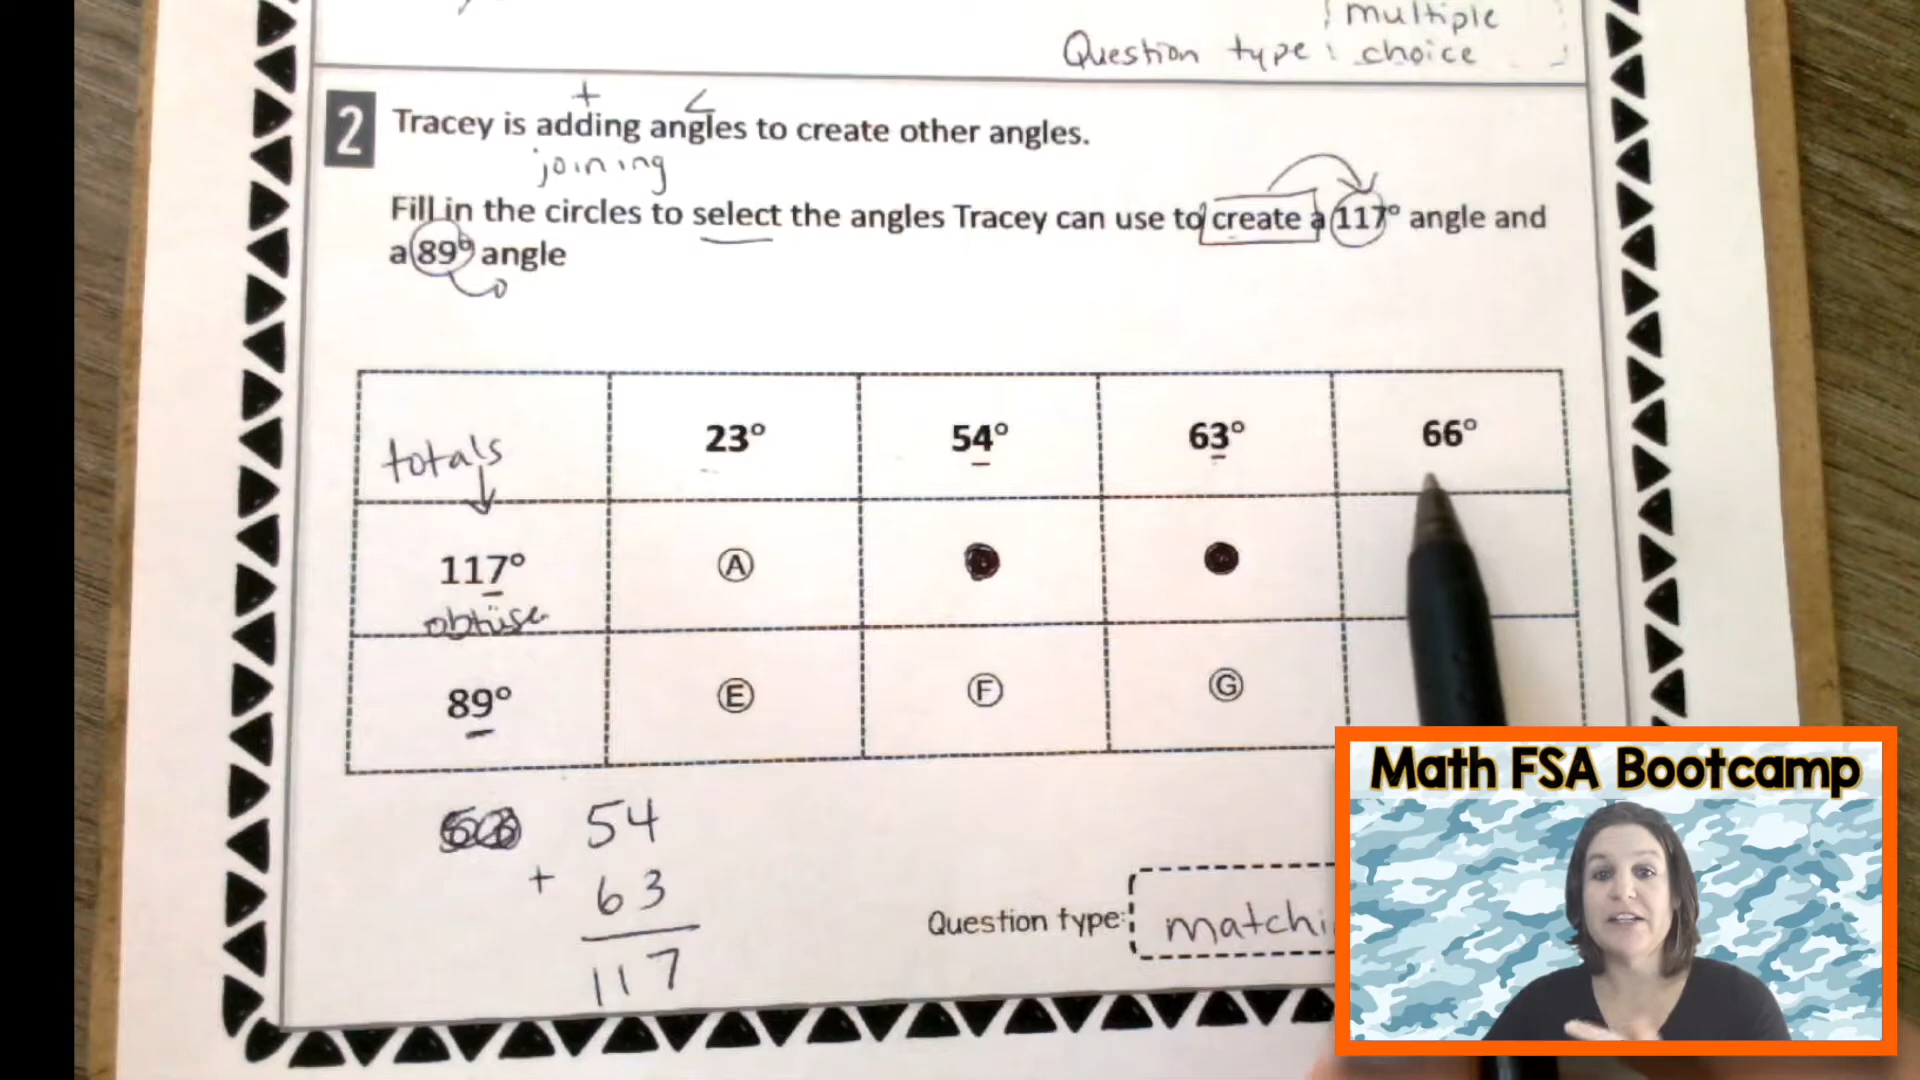 multiple
Question type: choice
+ <
2 Tracey is adding angles to create other angles.
joining
Fill in the circles to select the angles Tracey can use to create a 117° angle and
a 89° angle
totals 23° 54° 63° 66°
117° A
obtuse
89° E F G
54
+ 63
117
Question type:
Math FSA Bootcamp